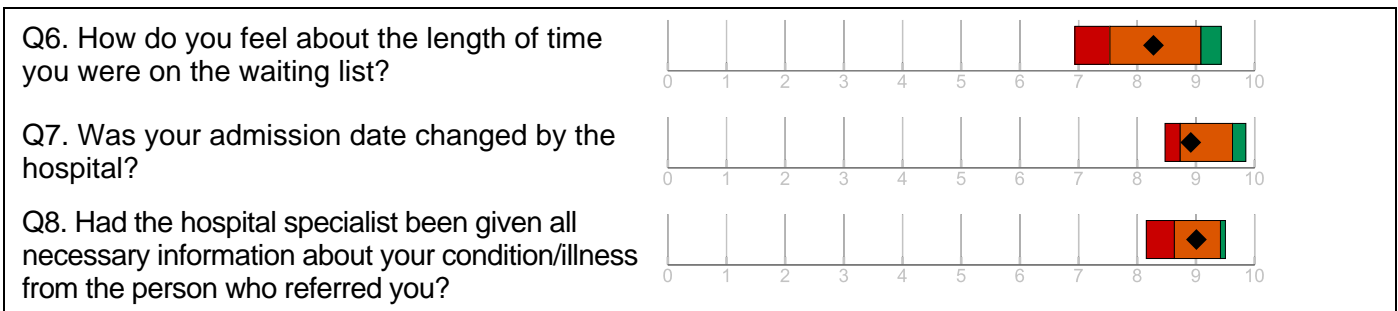 Q6. How do you feel about the length of time
you were on the waiting list?
0 1 2 3 4 5 6 7 8 9 10
Q7. Was your admission date changed by the
hospital?
0 1 2 3 4 5 6 7 8 9 10
Q8. Had the hospital specialist been given all
necessary information about your condition/illness
from the person who referred you?
0 1 2 3 4 5 6 7 8 9 10